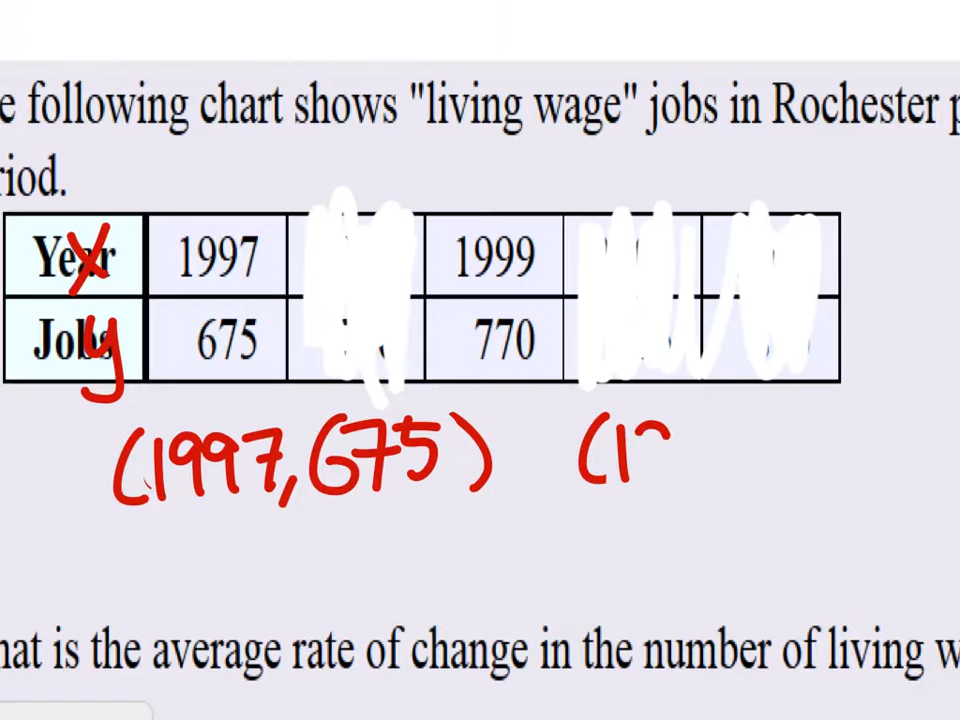 e following chart shows "living wage" jobs in Rochester p
riod.
Year x 1997 1999
Jobs y 675 770
(1997, 675) (1
hat is the average rate of change in the number of living w